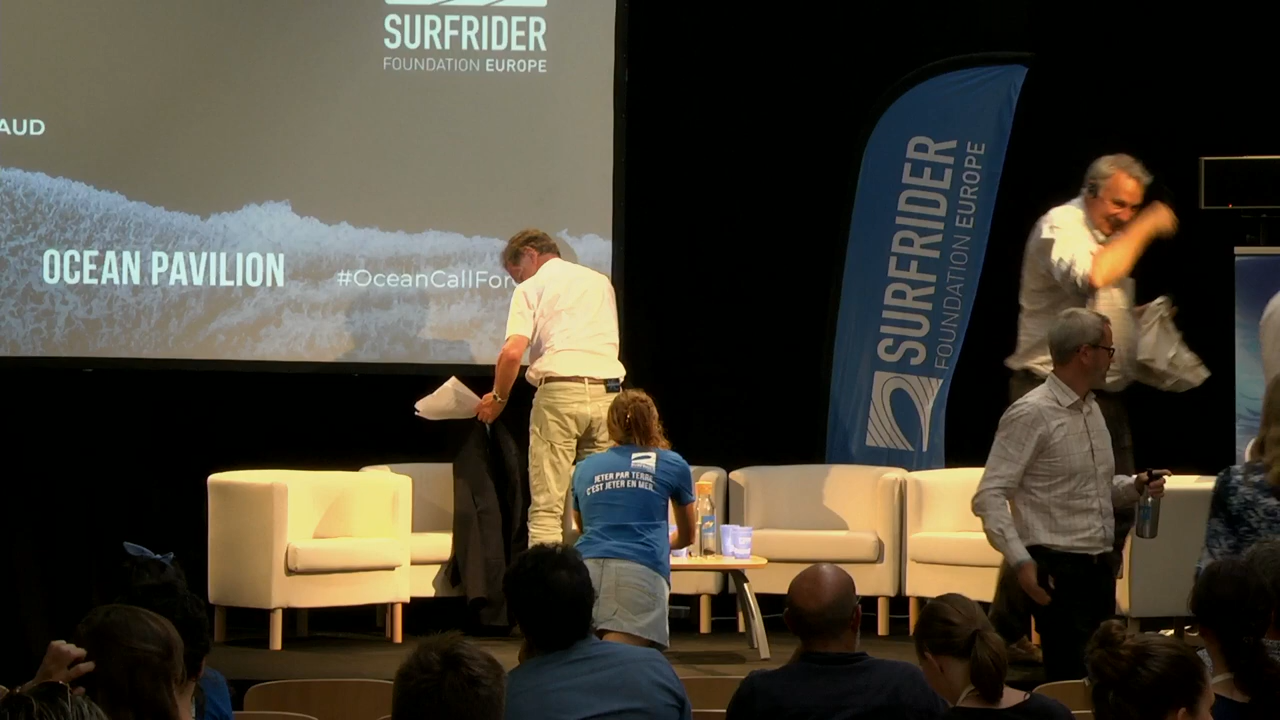 SURFRIDER
FOUNDATION EUROPE
AUD
OCEAN PAVILION
#OceanCallFor
SURFRIDER
FOUNDATION EUROPE
JETER PAR TERRE,
C'EST JETER EN MER.